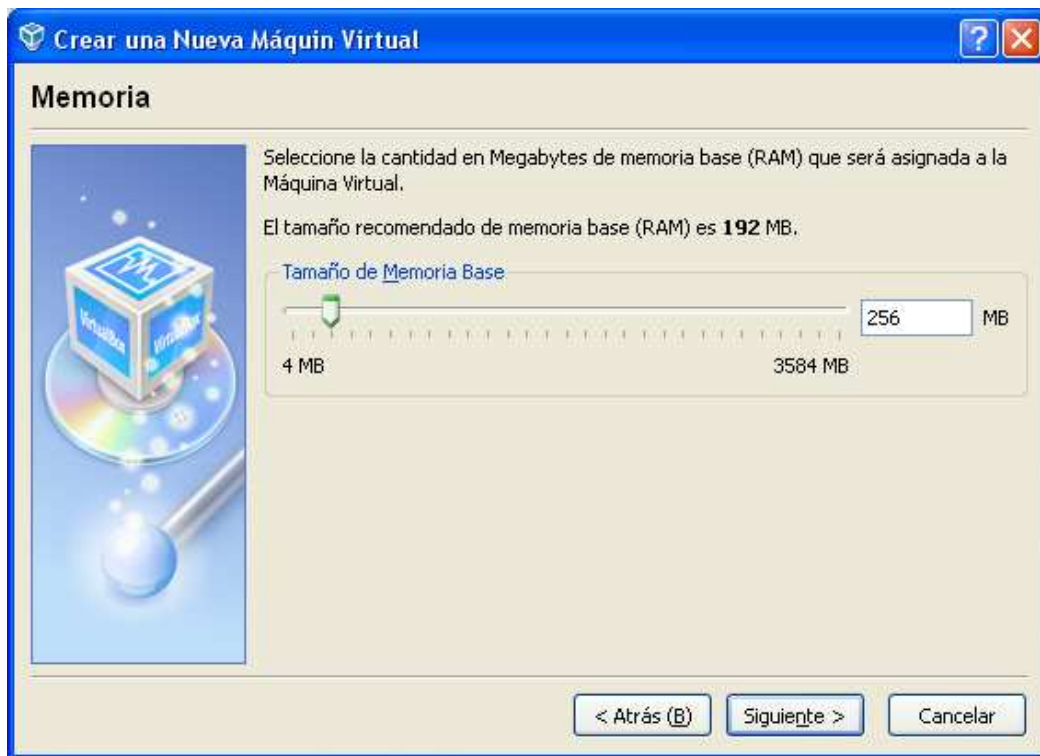 Crear una Nueva Máquin Virtual
Memoria
Seleccione la cantidad en Megabytes de memoria base (RAM) que será asignada a la
Máquina Virtual.
El tamaño recomendado de memoria base (RAM) es 192 MB.
Tamaño de Memoria Base
256 MB
4 MB 3584 MB
VirtualBox VirtualBox
< Atrás (B) Siguiente > Cancelar